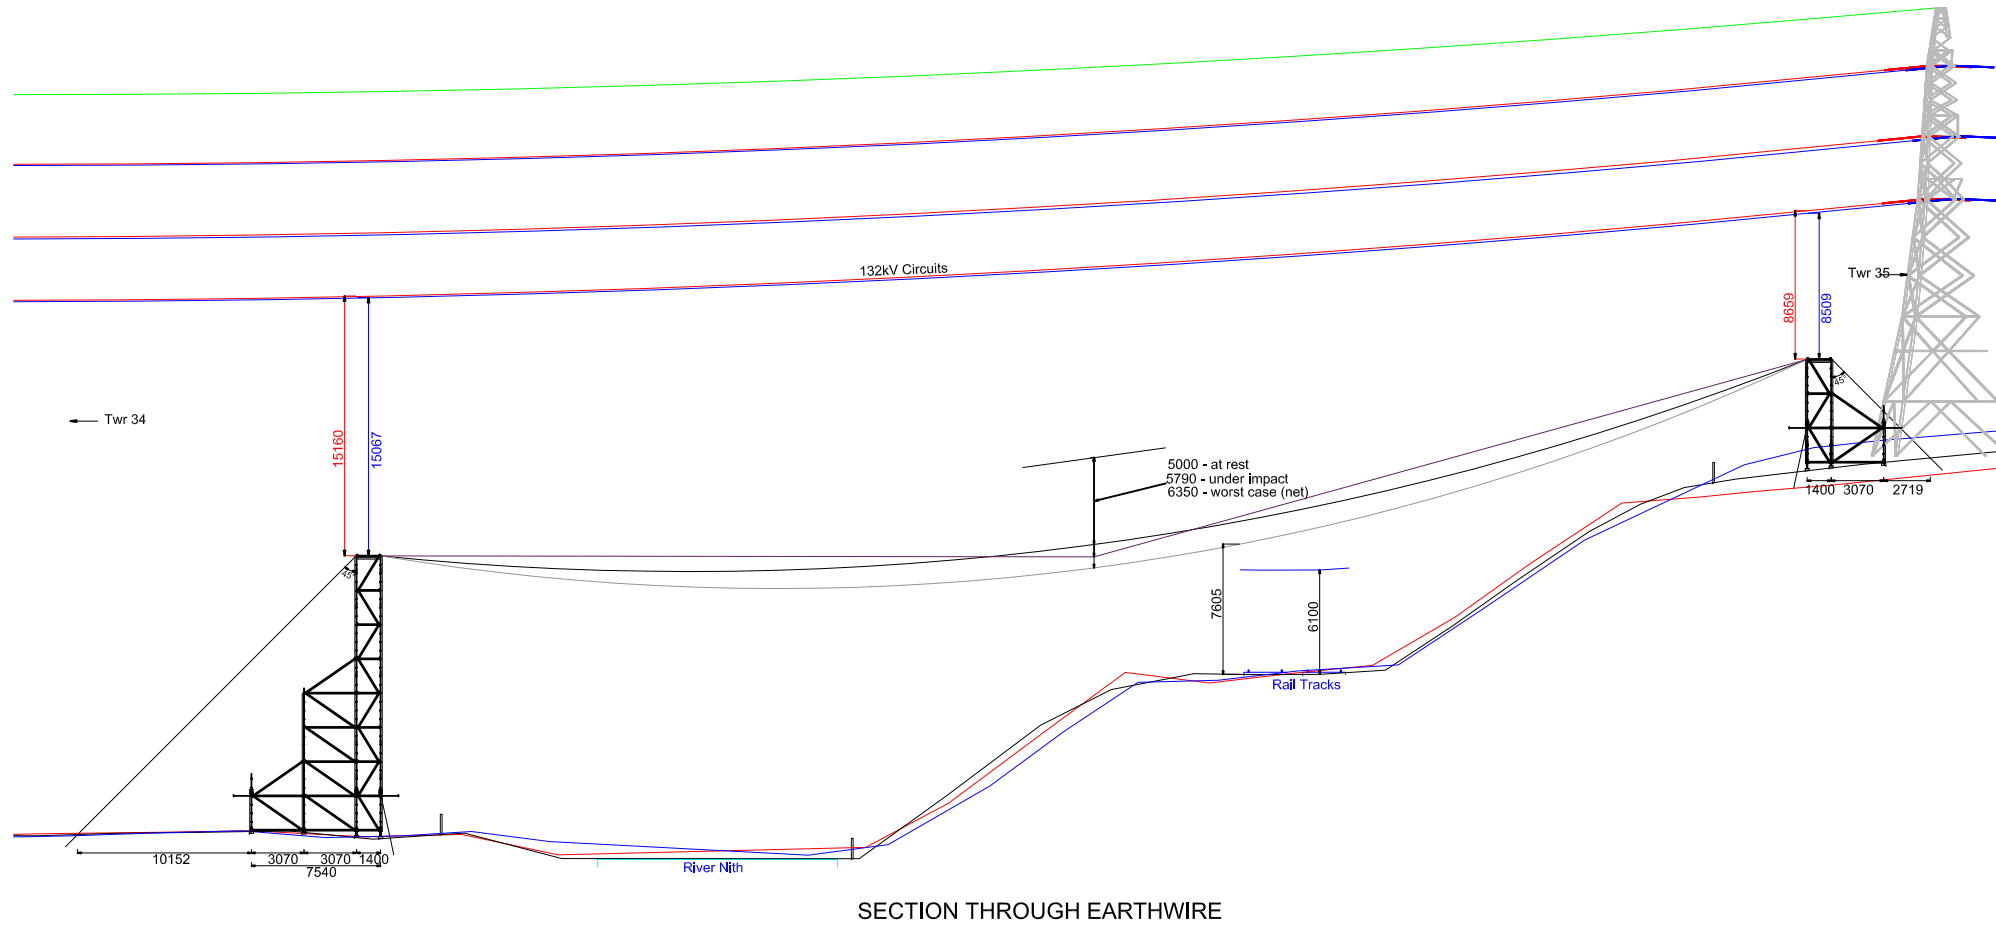 132kV Circuits
Twr 35
8659
8509
45°
Twr 34
15160
15067
5000 - at rest
5790 - under impact
6350 - worst case (net)
1400 3070 2719
45°
7605
6100
Rail Tracks
10152 3070 3070 1400
7540
River Nith
SECTION THROUGH EARTHWIRE